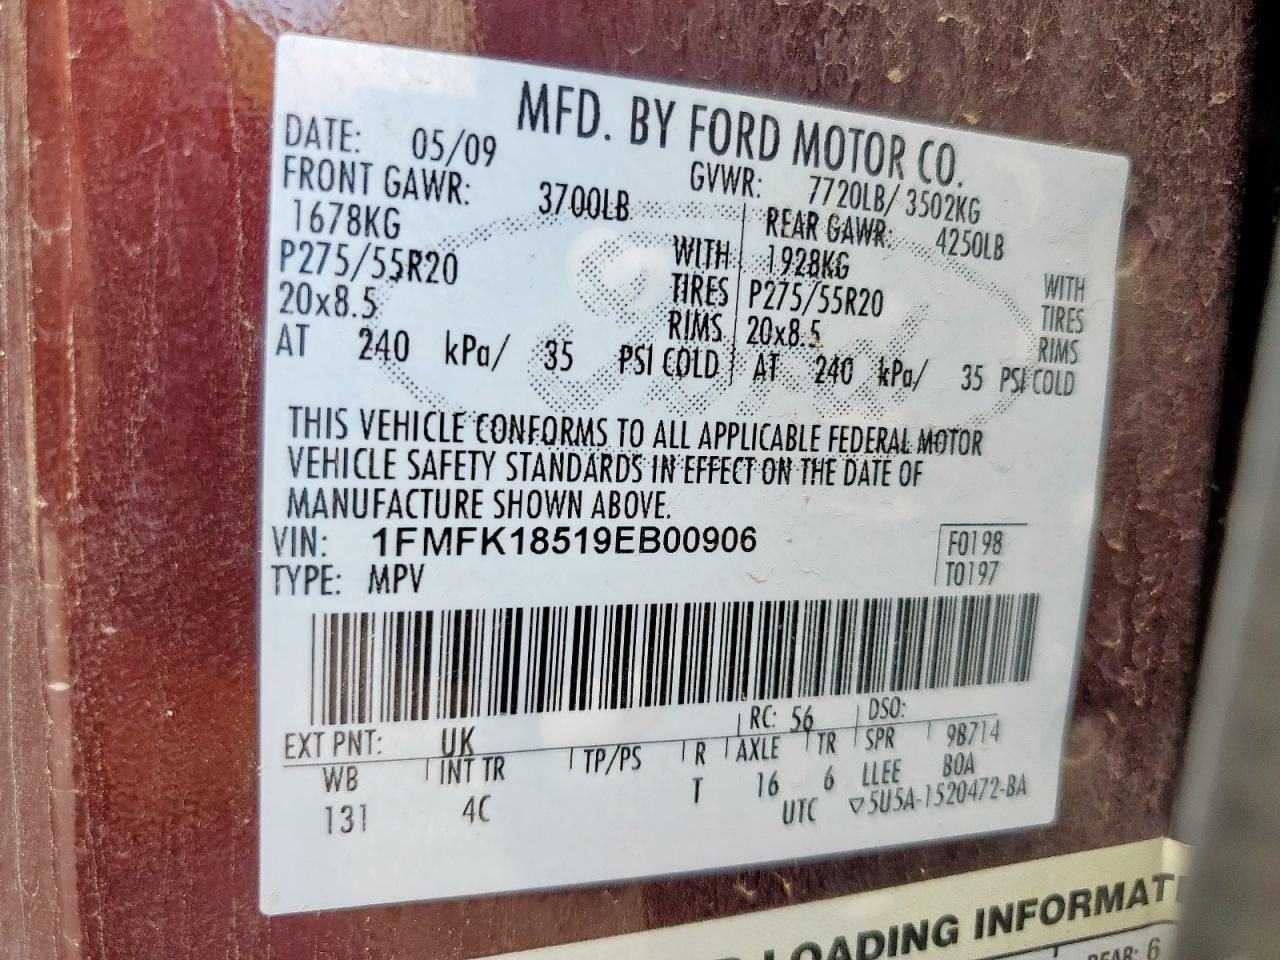 MFD. BY FORD MOTOR CO.
DATE: 05/09 GVWR: 7720LB/ 3502KG
FRONT GAWR: 3700LB REAR GAWR: 4250LB
1678KG WITH 1928KG WITH
P275/55R20 TIRES P275/55R20 TIRES
20x8.5 RIMS 20x8.5 RIMS
AT 240 kPa/ 35 PSI COLD AT 240 kPa/ 35 PSI COLD
THIS VEHICLE CONFORMS TO ALL APPLICABLE FEDERAL MOTOR
VEHICLE SAFETY STANDARDS IN EFFECT ON THE DATE OF
MANUFACTURE SHOWN ABOVE.
VIN: 1FMFK18519EB00906 F0198
TYPE: MPV T0197
EXT PNT: UK RC: 56 DSO:
WB INT TR TP/PS R AXLE TR SPR 9B714
131 4C T 16 6 LLEE B0A
UTC ▽5U5A-1520472-BA
LOADING INFORMAT
REAR: 6